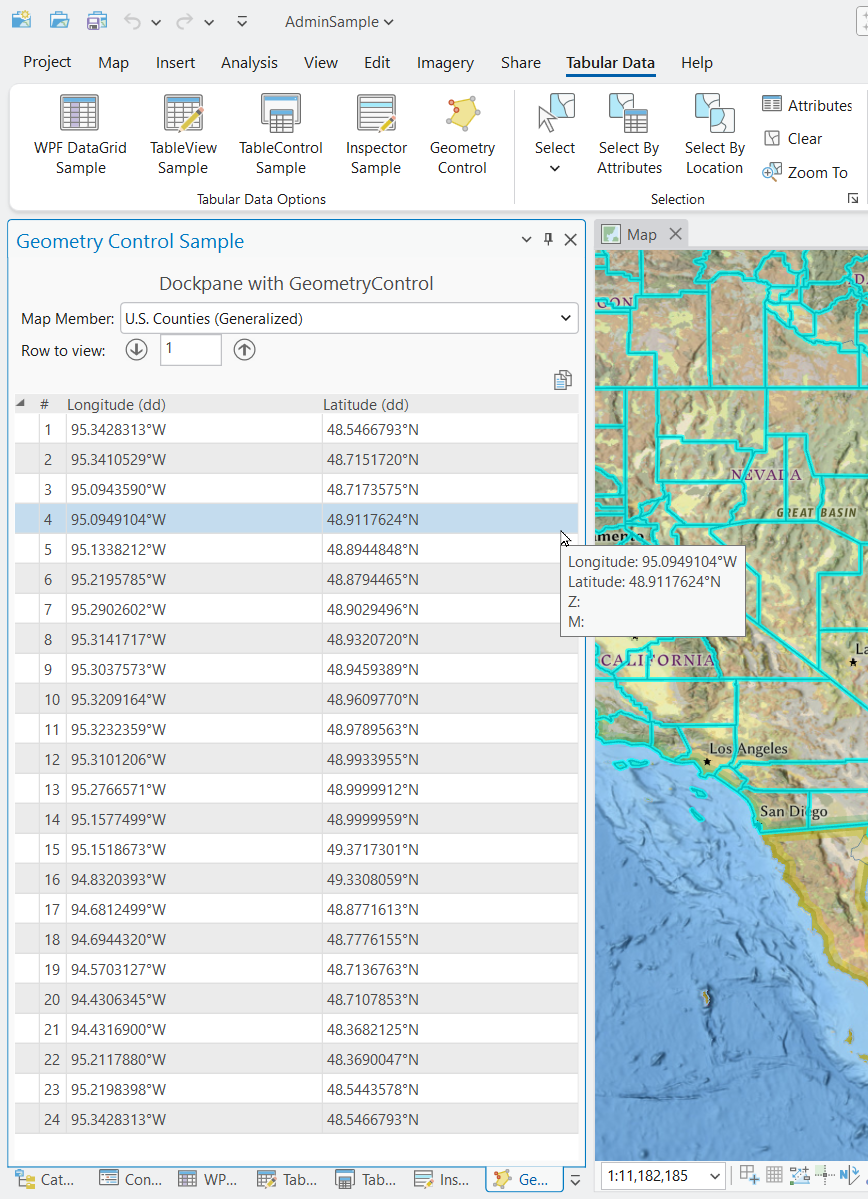 AdminSample
Project Map Insert Analysis View Edit Imagery Share Tabular Data Help
WPF DataGrid Sample
TableView Sample
TableControl Sample
Inspector Sample
Geometry Control
Tabular Data Options
Select
Select By Attributes
Select By Location
Attributes
Clear
Zoom To
Selection
Geometry Control Sample
Dockpane with GeometryControl
Map Member: U.S. Counties (Generalized)
Row to view: 1
# Longitude (dd) Latitude (dd)
1 95.3428313°W 48.5466793°N
2 95.3410529°W 48.7151720°N
3 95.0943590°W 48.7173575°N
4 95.0949104°W 48.9117624°N
5 95.1338212°W 48.8944848°N
6 95.2195785°W 48.8794465°N
7 95.2902602°W 48.9029496°N
8 95.3141717°W 48.9320720°N
9 95.3037573°W 48.9459389°N
10 95.3209164°W 48.9609770°N
11 95.3232359°W 48.9789563°N
12 95.3101206°W 48.9933955°N
13 95.2766571°W 48.9999912°N
14 95.1577499°W 48.9999959°N
15 95.1518673°W 49.3717301°N
16 94.8320393°W 49.3308059°N
17 94.6812499°W 48.8771613°N
18 94.6944320°W 48.7776155°N
19 94.5703127°W 48.7136763°N
20 94.4306345°W 48.7107853°N
21 94.4316900°W 48.3682125°N
22 95.2117880°W 48.3690047°N
23 95.2198398°W 48.5443578°N
24 95.3428313°W 48.5466793°N
Cat... Con... WP... Tab... Tab... Ins... Ge...
Map
GON
NEVADA
GREAT BASIN
mento
Longitude: 95.0949104°W
Latitude: 48.9117624°N
Z:
M:
CALIFORNIA
La
Los Angeles
San Diego
1:11,182,185